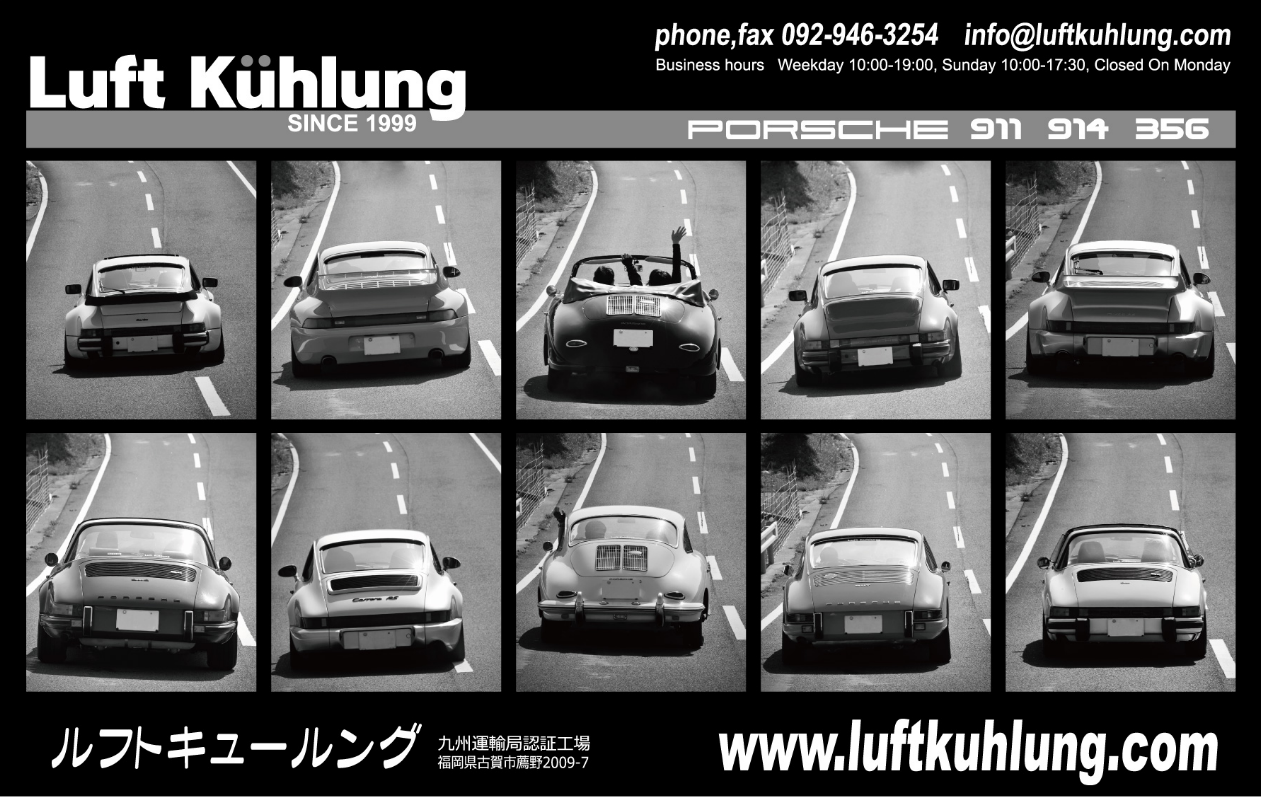 phone,fax 092-946-3254 info@luftkuhlung.com
Business hours Weekday 10:00-19:00, Sunday 10:00-17:30, Closed On Monday
Luft Kühlung
SINCE 1999
PORSCHE 911 914 356
Carrera RS
PORSCHE
ルフトキュールング
九州運輸局認証工場
福岡県古賀市薦野2009-7
www.luftkuhlung.com